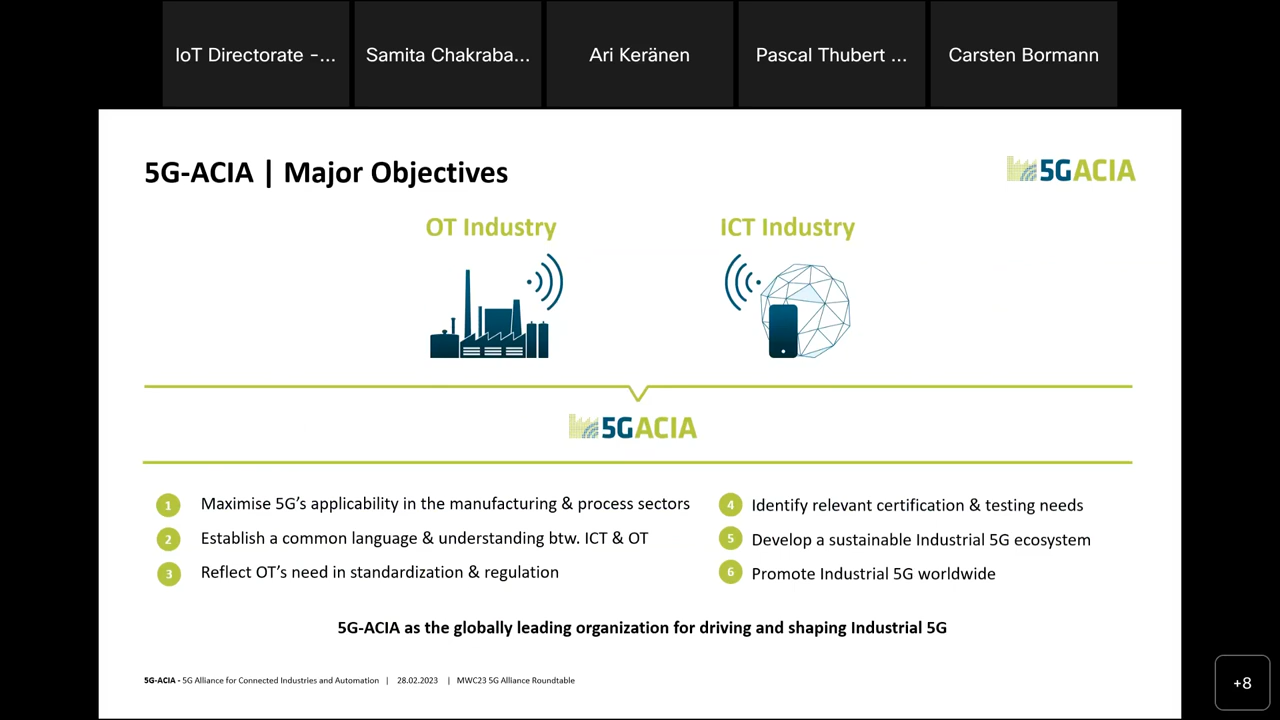 IoT Directorate -...
Samita Chakraba...
Ari Keränen
Pascal Thubert ...
Carsten Bormann
5G-ACIA | Major Objectives
5GACIA
OT Industry
ICT Industry
5GACIA
1 Maximise 5G’s applicability in the manufacturing & process sectors
2 Establish a common language & understanding btw. ICT & OT
3 Reflect OT’s need in standardization & regulation
4 Identify relevant certification & testing needs
5 Develop a sustainable Industrial 5G ecosystem
6 Promote Industrial 5G worldwide
5G-ACIA as the globally leading organization for driving and shaping Industrial 5G
5G-ACIA - 5G Alliance for Connected Industries and Automation | 28.02.2023 | MWC23 5G Alliance Roundtable
+8